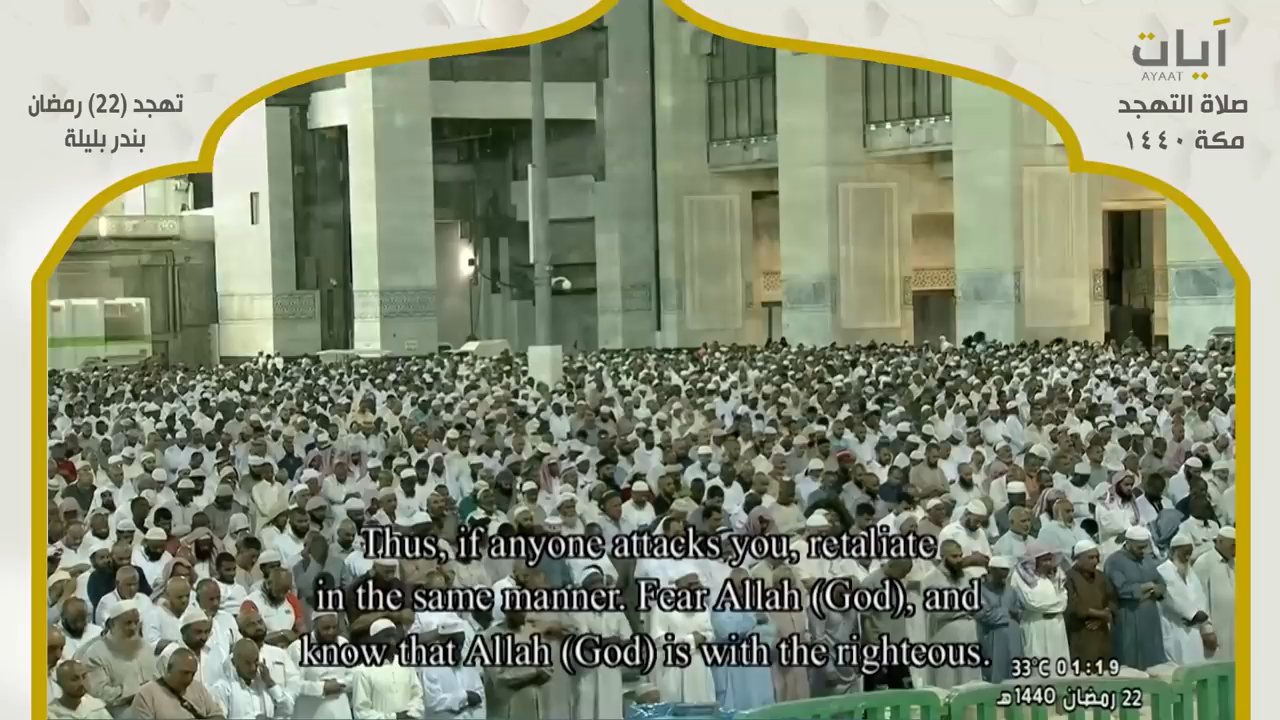 آيات
AYAAT
صلاة التهجد
مكة ١٤٤٠
تهجد (22) رمضان
بندر بليلة
Thus, if anyone attacks you, retaliate
in the same manner. Fear Allah (God), and
know that Allah (God) is with the righteous.
33°C 01:19
22 رمضان 1440هـ